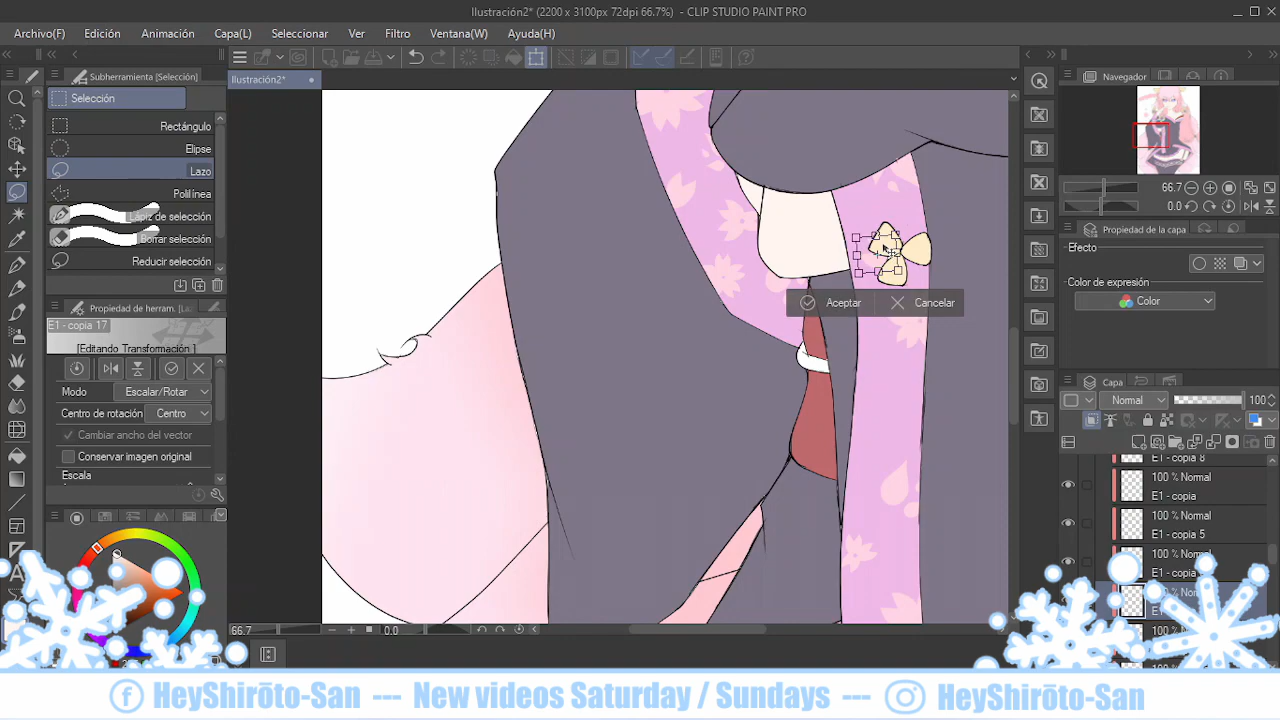 Ilustración2* (2200 x 3100px 72dpi 66.7%) - CLIP STUDIO PAINT PRO
Archivo(F) Edición Animación Capa(L) Seleccionar Ver Filtro Ventana(W) Ayuda(H)
Subherramienta [Selección]
Ilustración2*
Navegador
Selección
Rectángulo
Elipse
Lazo
Polilínea
Lápiz de selección
Borrar selección
Reducir selección
66.7
0.0
Propiedad de la capa
Efecto
Color de expresión
Color
Propiedad de herram. [La
E1 - copia 17
[Editando Transformación]
Modo Escalar/Rotar
Centro de rotación Centro
Cambiar ancho del vector
Conservar imagen original
Escala
Aceptar Cancelar
Capa
Normal 100
E1 - copia 8
100 % Normal
E1 - copia
100 % Normal
E1 - copia 5
100 % Normal
E1 - copia
66.7 0.0
HeyShirōto-San --- New videos Saturday / Sundays --- HeyShirōto-San